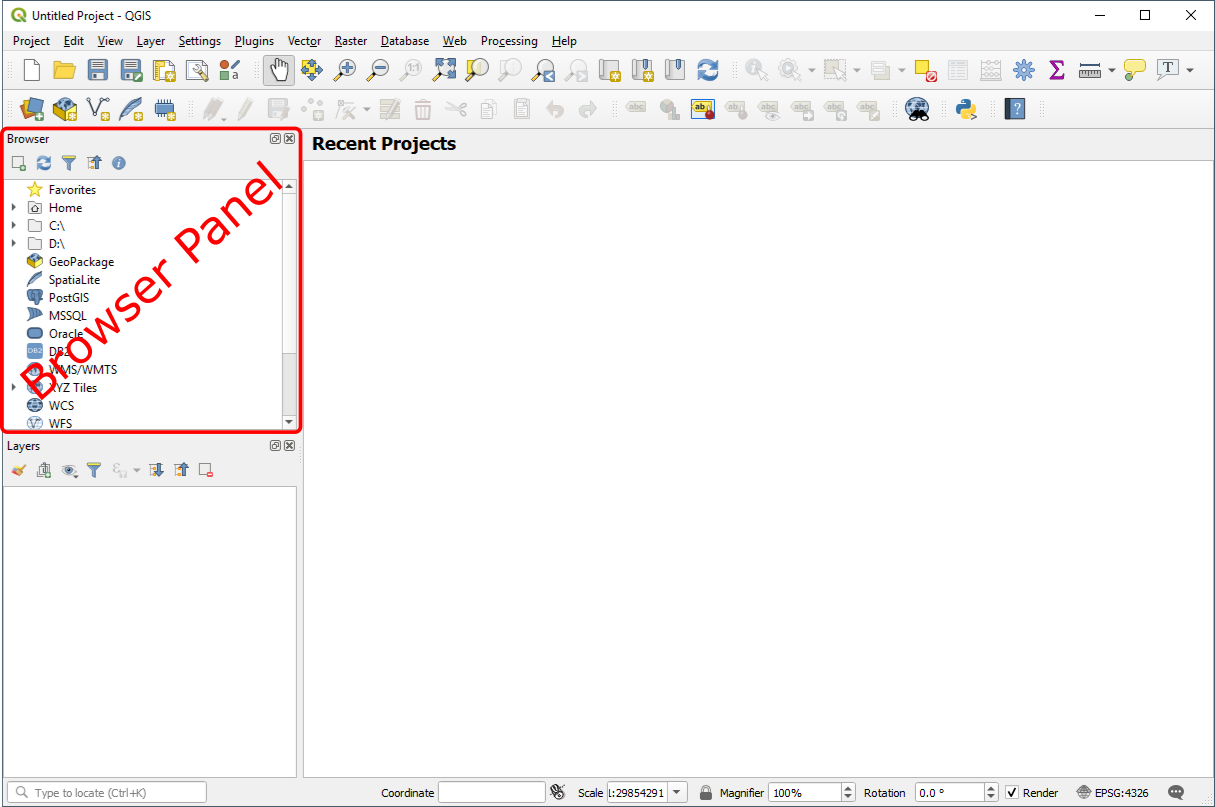 Untitled Project - QGIS
Project Edit View Layer Settings Plugins Vector Raster Database Web Processing Help
Browser
Recent Projects
Favorites
Home
C:\
D:\
GeoPackage
SpatiaLite
PostGIS
MSSQL
Oracle
DB2
WMS/WMTS
XYZ Tiles
WCS
WFS
Browser Panel
Layers
Type to locate (Ctrl+K) Coordinate Scale 1:29854291 Magnifier 100% Rotation 0.0 ° Render EPSG:4326